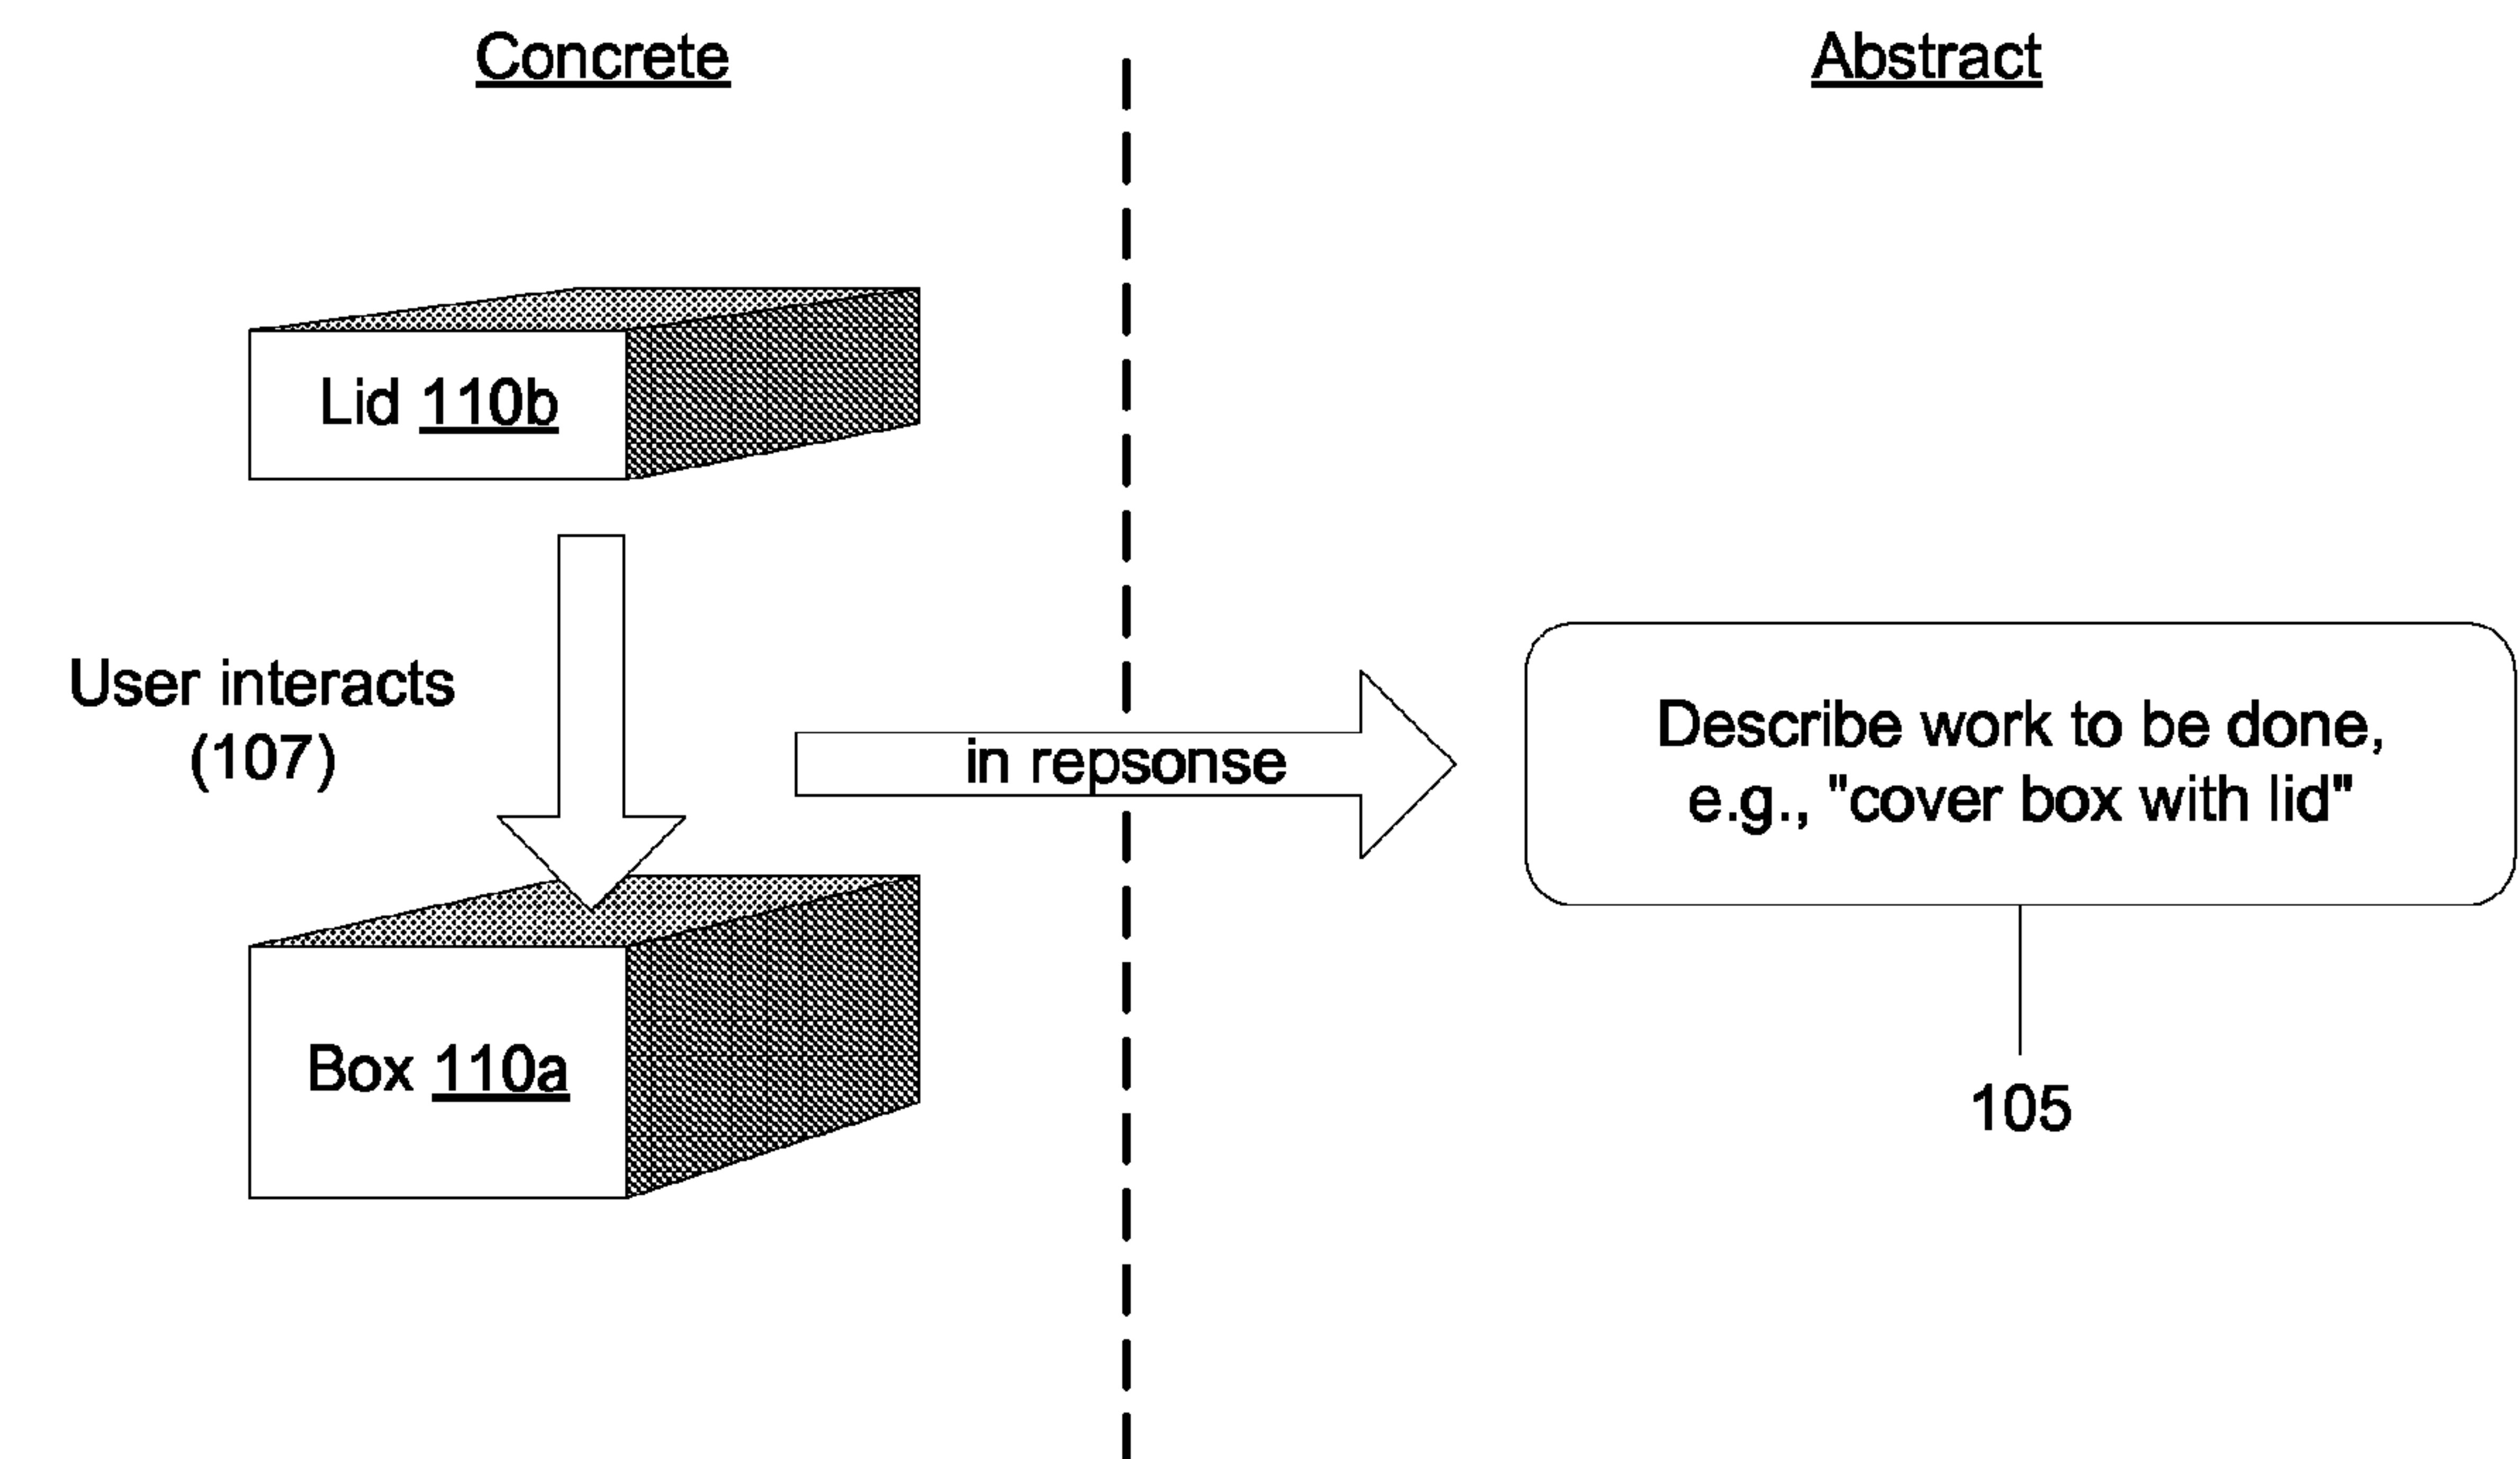 Concrete
Abstract
Lid 110b
User interacts
(107)
in repsonse
Describe work to be done,
e.g., "cover box with lid"
Box 110a
105